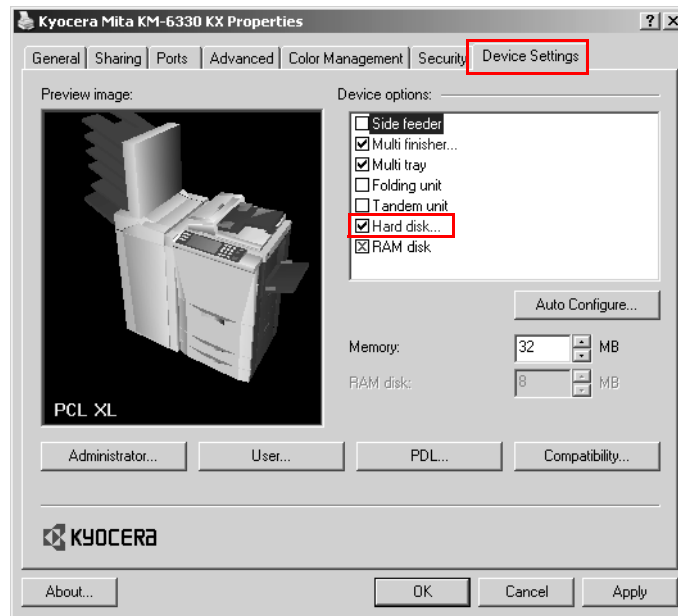 Kyocera Mita KM-6330 KX Properties
General Sharing Ports Advanced Color Management Security Device Settings
Preview image:
Device options:
Side feeder
Multi finisher...
Multi tray
Folding unit
Tandem unit
Hard disk...
RAM disk
Auto Configure...
Memory: 32 MB
RAM disk: 8 MB
PCL XL
Administrator... User... PDL... Compatibility...
KYOCERA
About... OK Cancel Apply